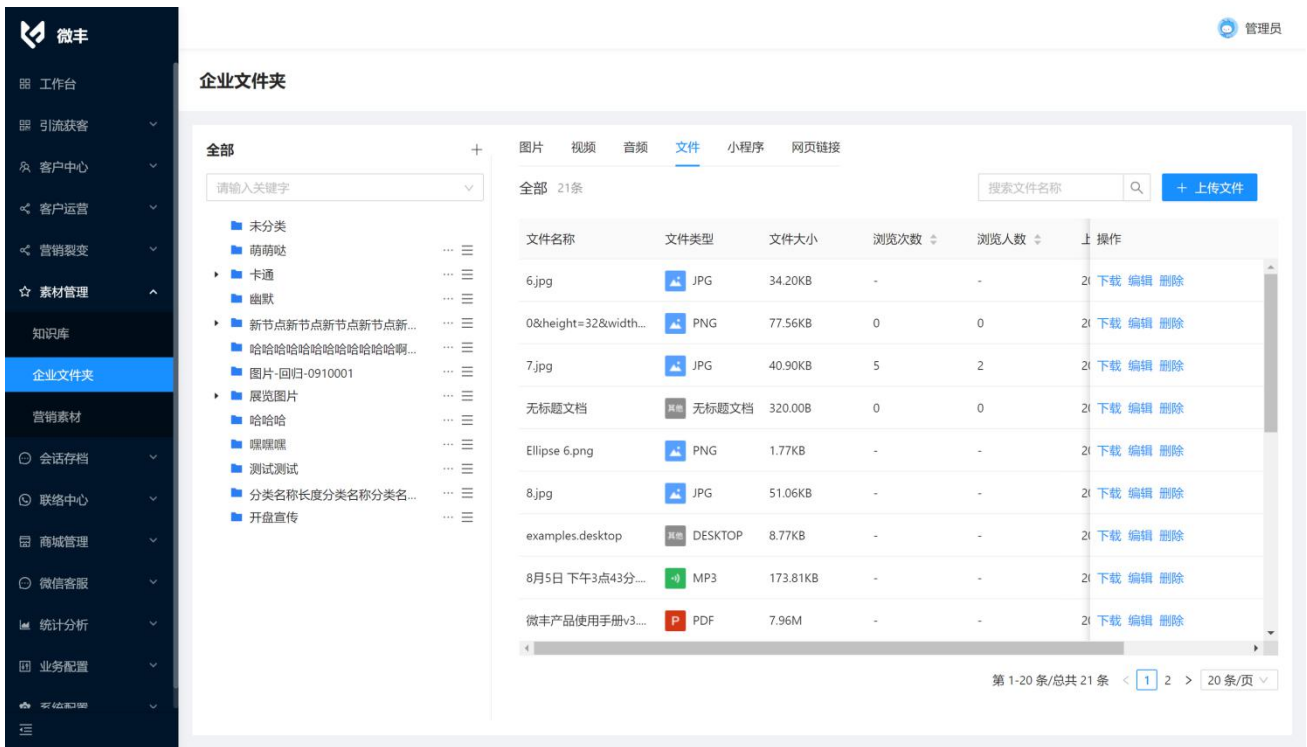 微丰
管理员
工作台
引流获客
客户中心
客户运营
营销裂变
素材管理
知识库
企业文件夹
营销素材
会话存档
联络中心
商城管理
微信客服
统计分析
业务配置
系统配置
企业文件夹
全部
请输入关键字
未分类
萌萌哒 ...
卡通 ...
幽默 ...
新节点新节点新节点新节点新... ...
哈哈哈哈哈哈哈哈哈哈哈啊... ...
图片-回归-0910001 ...
展览图片 ...
哈哈哈 ...
嘿嘿嘿 ...
测试测试 ...
分类名称长度分类名称分类名... ...
开盘宣传 ...
图片 视频 音频 文件 小程序 网页链接
全部 21条
搜索文件名称
+ 上传文件
文件名称 文件类型 文件大小 浏览次数 浏览人数 上 操作
6.jpg JPG 34.20KB - - 20 下载 编辑 删除
0&height=32&width... PNG 77.56KB 0 0 20 下载 编辑 删除
7.jpg JPG 40.90KB 5 2 20 下载 编辑 删除
无标题文档 其他 无标题文档 320.00B 0 0 20 下载 编辑 删除
Ellipse 6.png PNG 1.77KB - - 20 下载 编辑 删除
8.jpg JPG 51.06KB - - 20 下载 编辑 删除
examples.desktop 其他 DESKTOP 8.77KB - - 20 下载 编辑 删除
8月5日 下午3点43分.... MP3 173.81KB - - 20 下载 编辑 删除
微丰产品使用手册v3.... P PDF 7.96M - - 20 下载 编辑 删除
第 1-20 条/总共 21 条 < 1 2 > 20 条/页